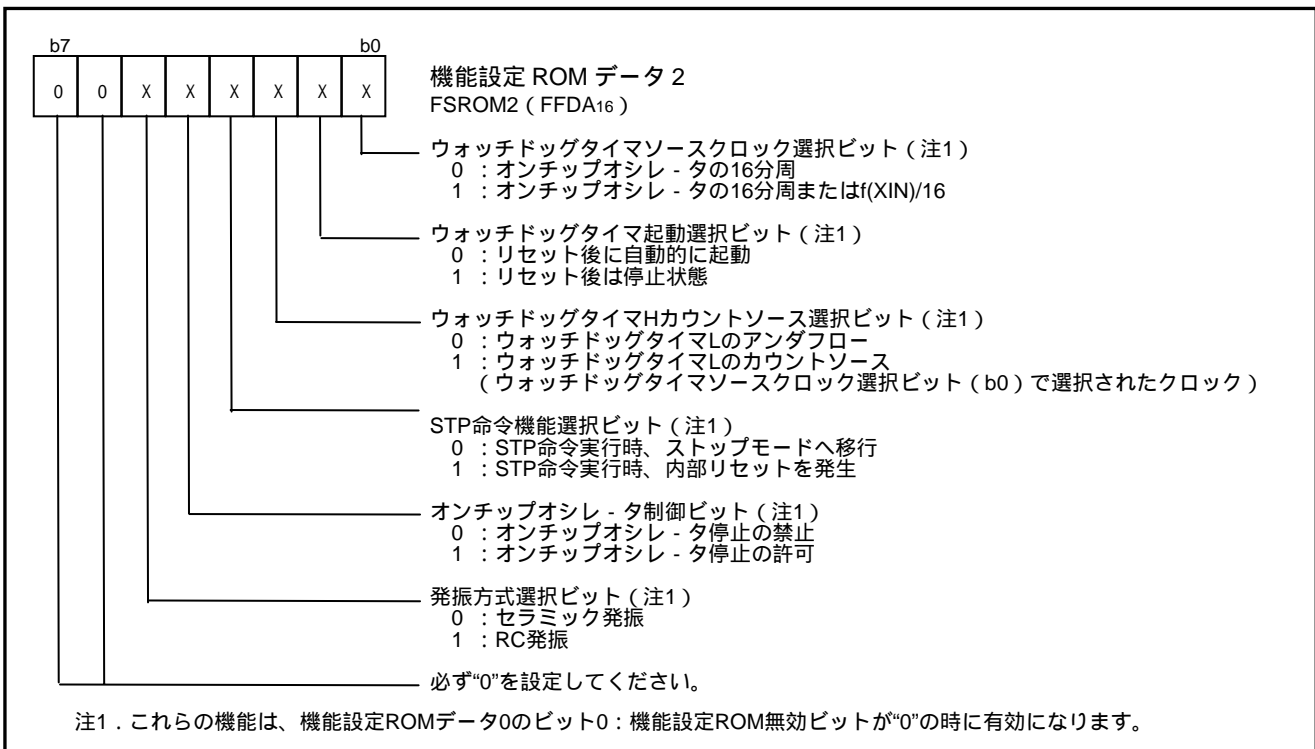 b7 b0
0 0 X X X X X X
機能設定 ROM データ 2
FSROM2 ( FFDA16 )
ウォッチドッグタイマソースクロック選択ビット ( 注1 )
0 : オンチップオシレ - タの16分周
1 : オンチップオシレ - タの16分周またはf(XIN)/16
ウォッチドッグタイマ起動選択ビット ( 注1 )
0 : リセット後に自動的に起動
1 : リセット後は停止状態
ウォッチドッグタイマHカウントソース選択ビット ( 注1 )
0 : ウォッチドッグタイマLのアンダフロー
1 : ウォッチドッグタイマLのカウントソース
( ウォッチドッグタイマソースクロック選択ビット ( b0 ) で選択されたクロック )
STP命令機能選択ビット ( 注1 )
0 : STP命令実行時、ストップモードへ移行
1 : STP命令実行時、内部リセットを発生
オンチップオシレ - タ制御ビット ( 注1 )
0 : オンチップオシレ - タ停止の禁止
1 : オンチップオシレ - タ停止の許可
発振方式選択ビット ( 注1 )
0 : セラミック発振
1 : RC発振
必ず“0”を設定してください。
注1 . これらの機能は、機能設定ROMデータ0のビット0 : 機能設定ROM無効ビットが“0”の時に有効になります。